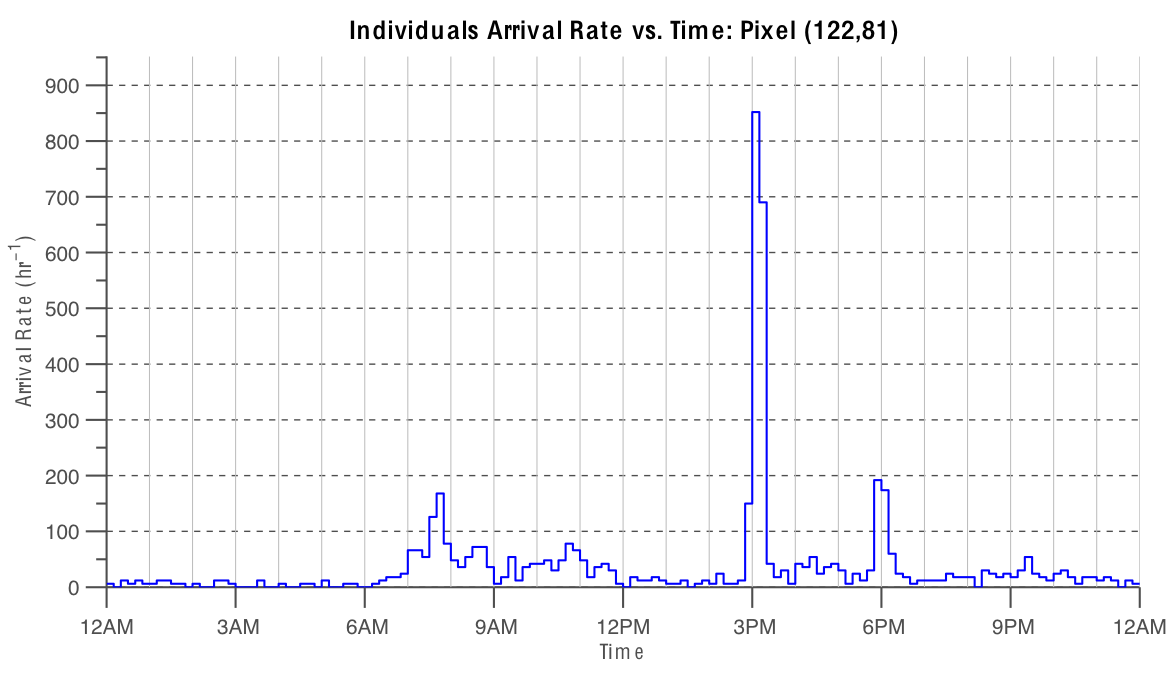 Individuals Arrival Rate vs. Time: Pixel (122,81)
Arrival Rate (hr⁻¹)
900
800
700
600
500
400
300
200
100
0
12AM 3AM 6AM 9AM 12PM 3PM 6PM 9PM 12AM
Time